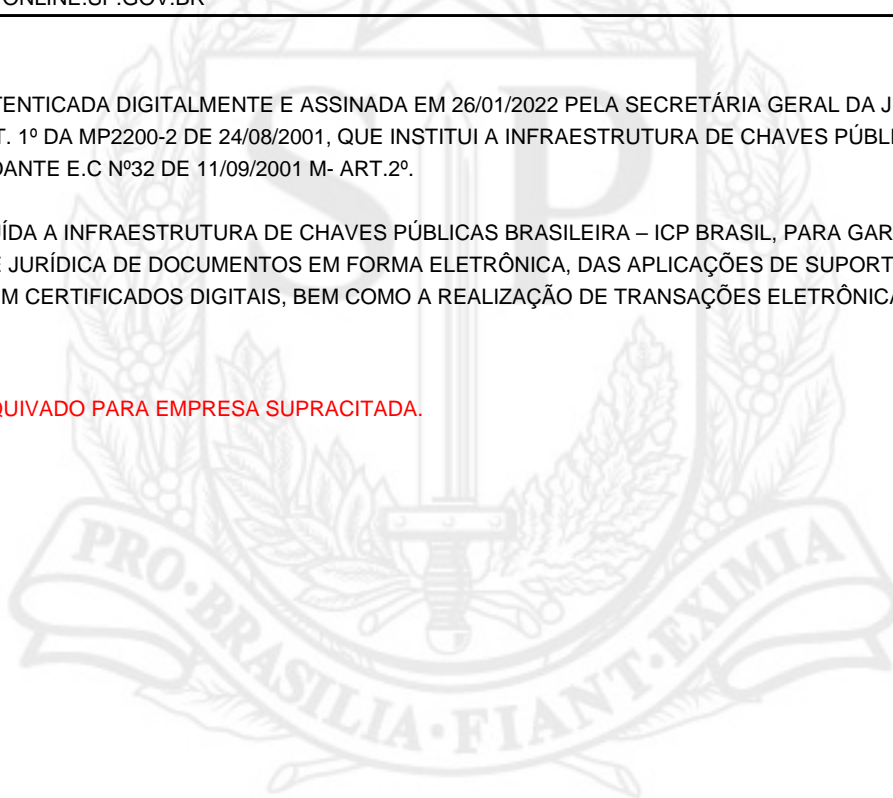 ONLINE.SP.GOV.BR
TENTICADA DIGITALMENTE E ASSINADA EM 26/01/2022 PELA SECRETÁRIA GERAL DA J
T. 1º DA MP2200-2 DE 24/08/2001, QUE INSTITUI A INFRAESTRUTURA DE CHAVES PÚBL
DANTE E.C Nº32 DE 11/09/2001 M- ART.2º.
ÍDA A INFRAESTRUTURA DE CHAVES PÚBLICAS BRASILEIRA – ICP BRASIL, PARA GAR
E JURÍDICA DE DOCUMENTOS EM FORMA ELETRÔNICA, DAS APLICAÇÕES DE SUPORT
M CERTIFICADOS DIGITAIS, BEM COMO A REALIZAÇÃO DE TRANSAÇÕES ELETRÔNICA
QUIVADO PARA EMPRESA SUPRACITADA.
SP
PRO•BRASILIA•FIANT•EXIMIA